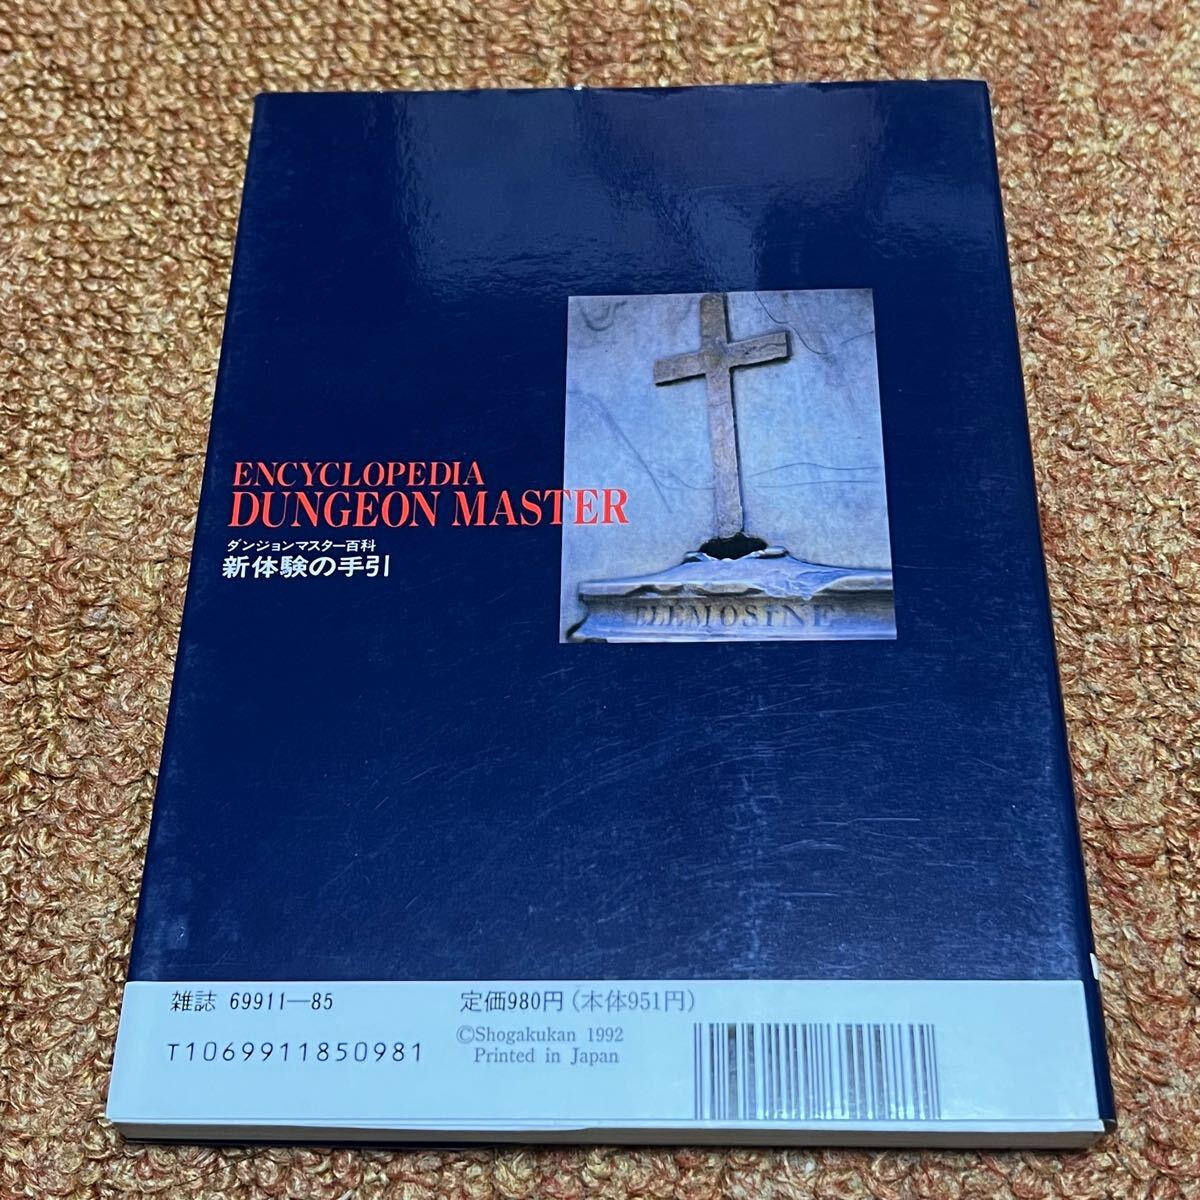 ENCYCLOPEDIA
DUNGEON MASTER
ダンジョンマスター百科
新体験の手引
ELEMOSINE
雑誌 69911—85
定価980円(本体951円)
T1069911850981
©Shogakukan 1992
Printed in Japan